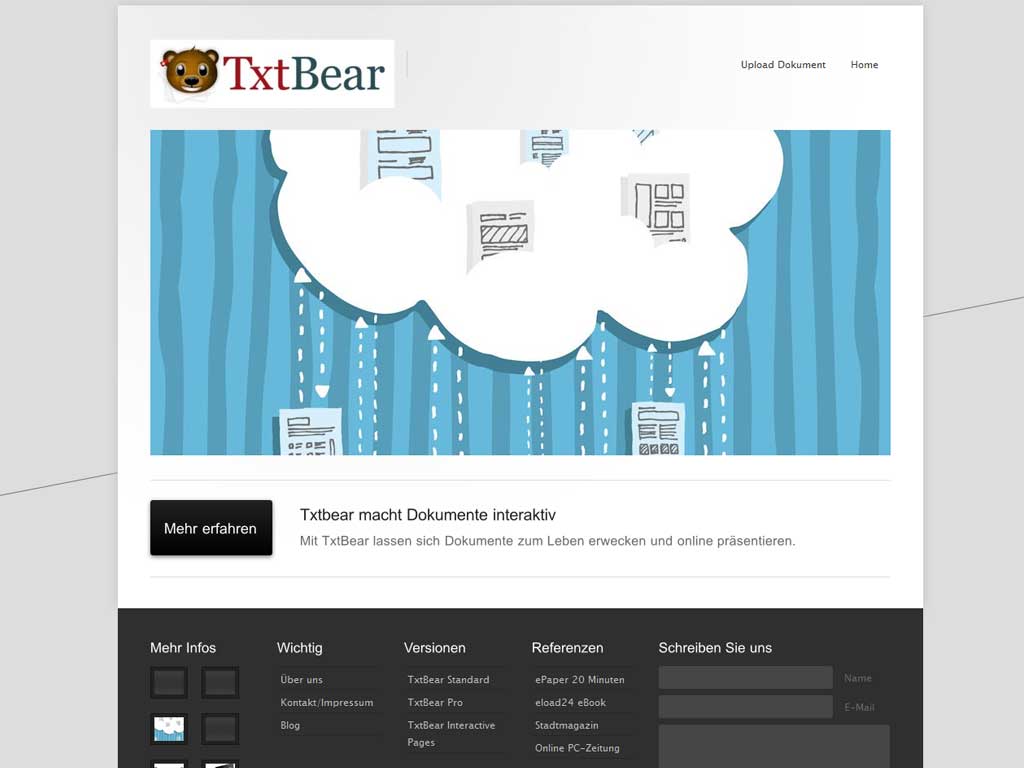 TxtBear
Upload Dokument
Home
Mehr erfahren
Txtbear macht Dokumente interaktiv
Mit TxtBear lassen sich Dokumente zum Leben erwecken und online präsentieren.
Mehr Infos
Wichtig
Über uns
Kontakt/Impressum
Blog
Versionen
TxtBear Standard
TxtBear Pro
TxtBear Interactive
Pages
Referenzen
ePaper 20 Minuten
eload24 eBook
Stadtmagazin
Online PC-Zeitung
Schreiben Sie uns
Name
E-Mail